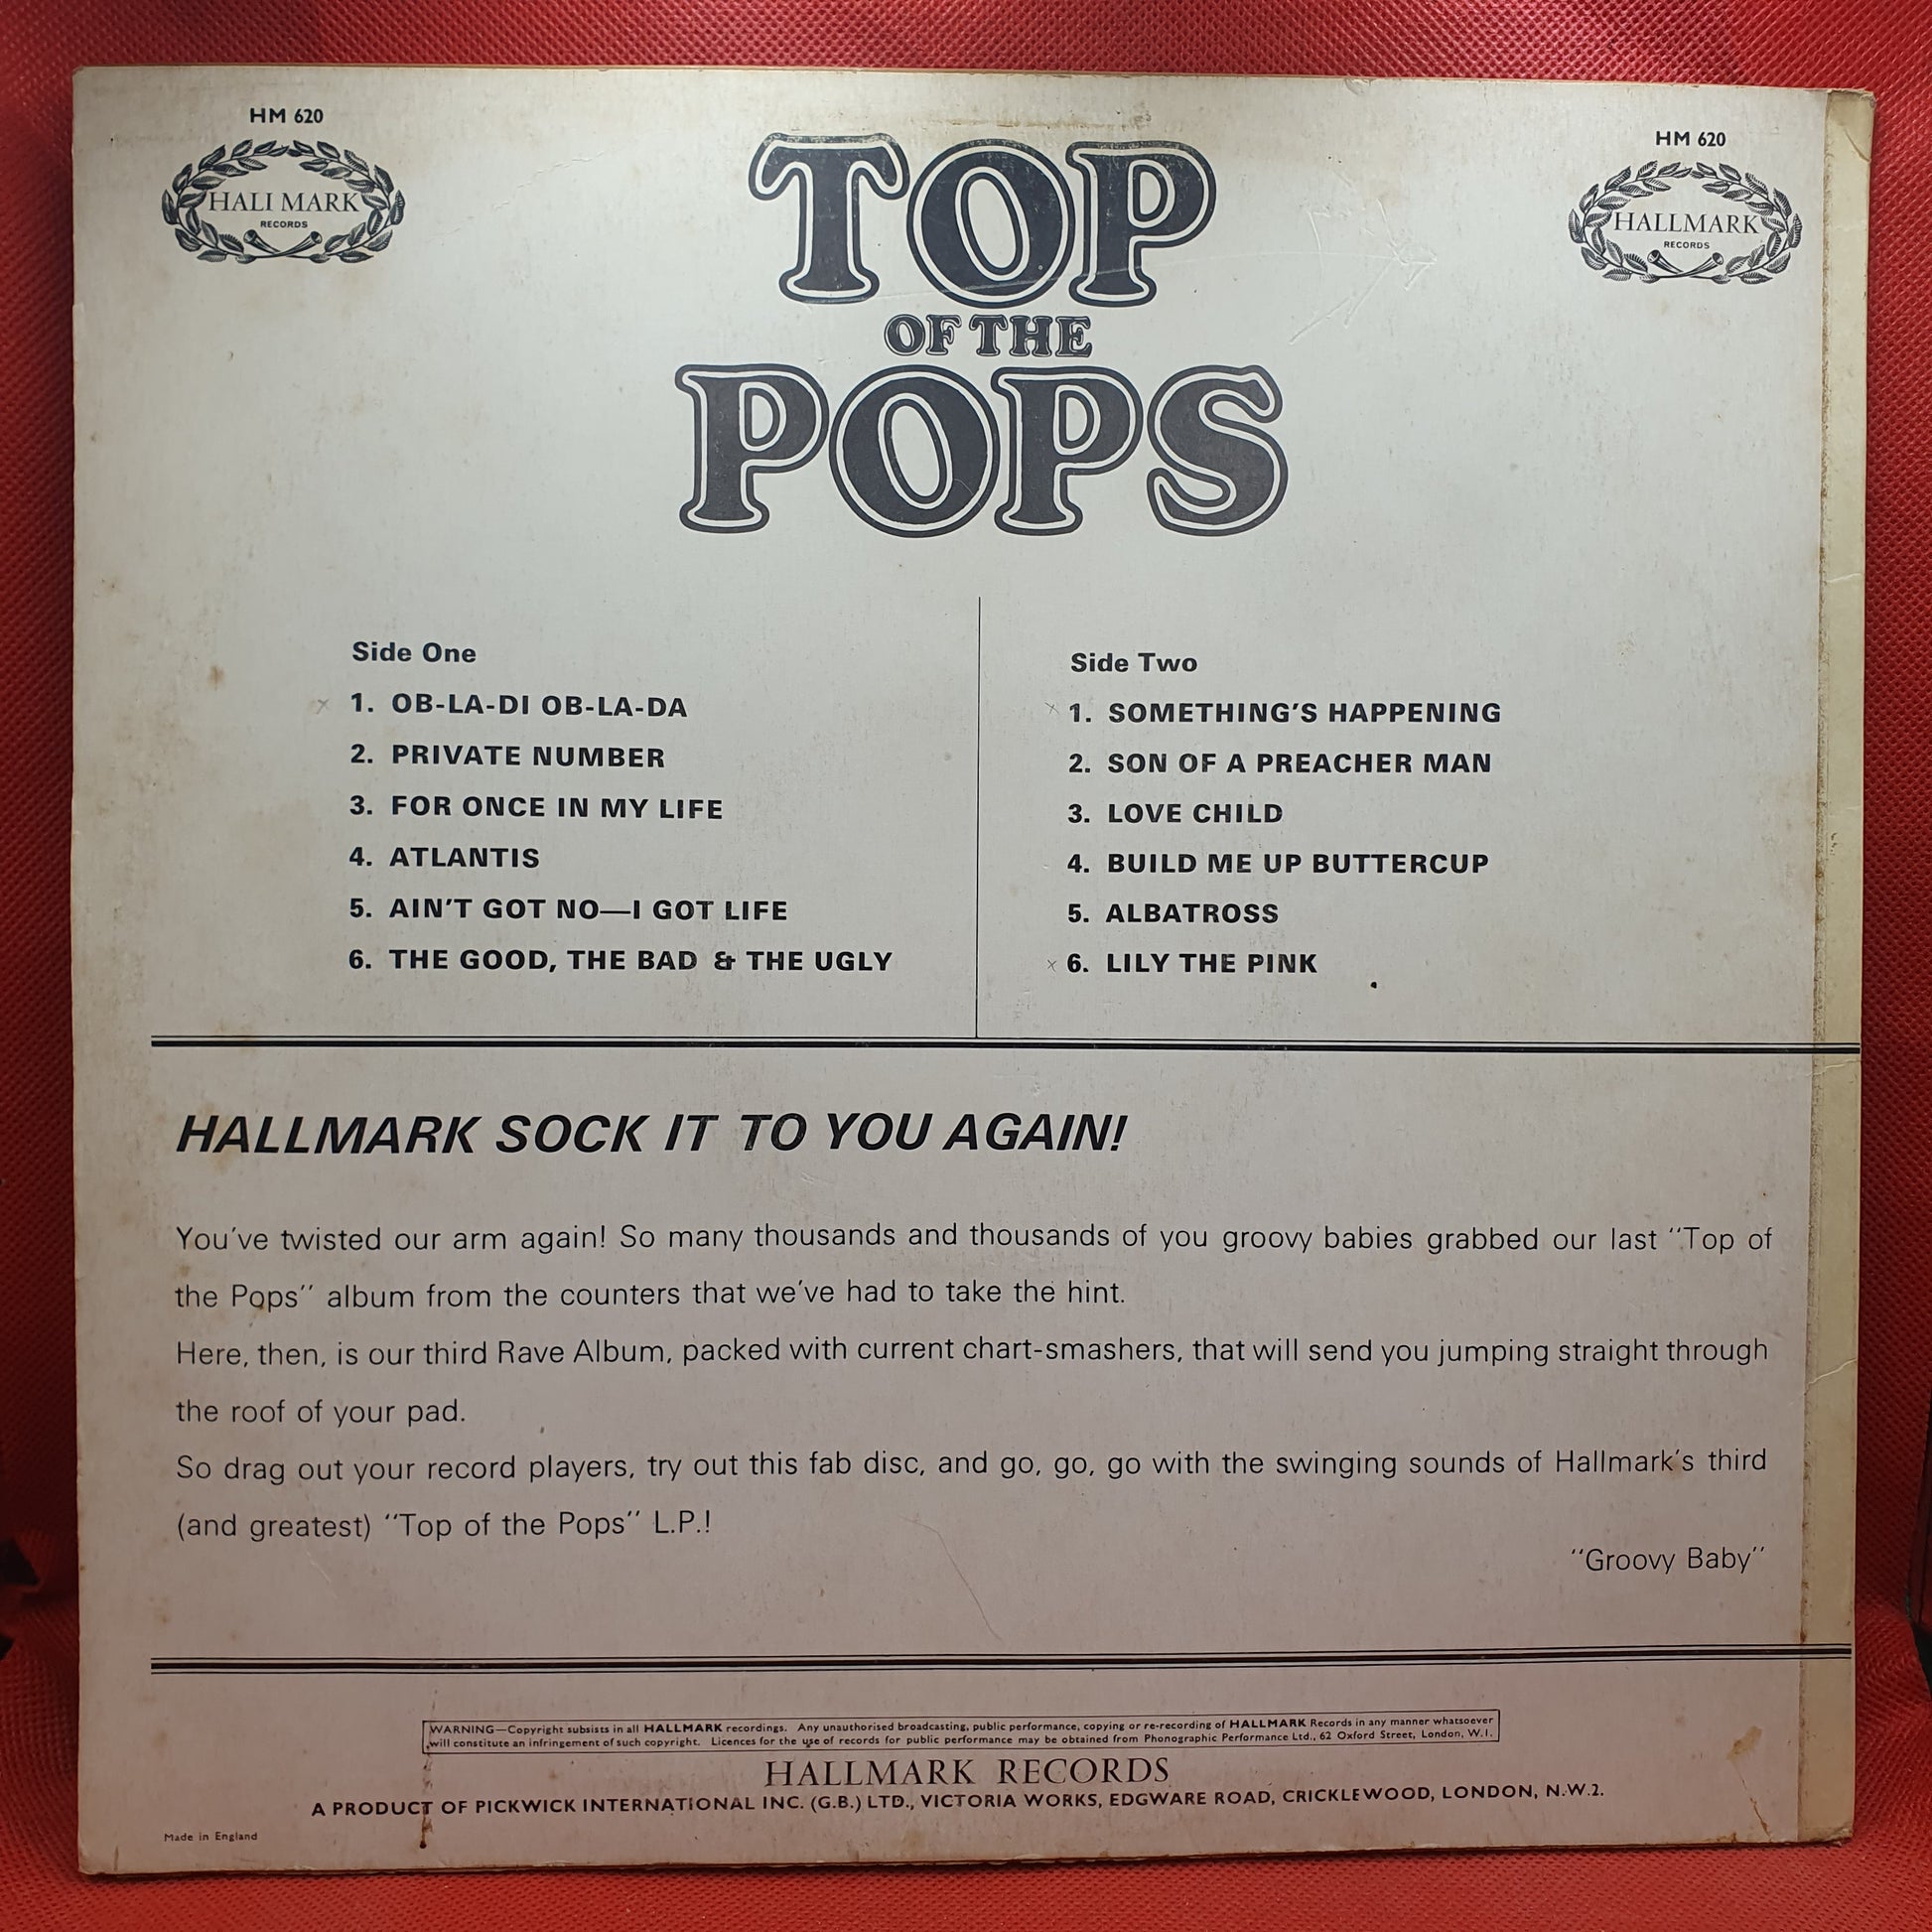 HM 620
HALLMARK
RECORDS
HM 620
HALLMARK
RECORDS
TOP
OF THE
POPS
Side One
1. OB-LA-DI OB-LA-DA
2. PRIVATE NUMBER
3. FOR ONCE IN MY LIFE
4. ATLANTIS
5. AIN'T GOT NO—I GOT LIFE
6. THE GOOD, THE BAD & THE UGLY
Side Two
1. SOMETHING'S HAPPENING
2. SON OF A PREACHER MAN
3. LOVE CHILD
4. BUILD ME UP BUTTERCUP
5. ALBATROSS
6. LILY THE PINK
HALLMARK SOCK IT TO YOU AGAIN!
You've twisted our arm again! So many thousands and thousands of you groovy babies grabbed our last "Top of
the Pops" album from the counters that we've had to take the hint.
Here, then, is our third Rave Album, packed with current chart-smashers, that will send you jumping straight through
the roof of your pad.
So drag out your record players, try out this fab disc, and go, go, go with the swinging sounds of Hallmark's third
(and greatest) "Top of the Pops" L.P.!
"Groovy Baby"
WARNING—Copyright subsists in all HALLMARK recordings. Any unauthorised broadcasting, public performance, copying or re-recording of HALLMARK Records in any manner whatsoever
will constitute an infringement of such copyright. Licences for the use of records for public performance may be obtained from Phonographic Performance Ltd., 62 Oxford Street, London, W.1.
HALLMARK RECORDS
A PRODUCT OF PICKWICK INTERNATIONAL INC. (G.B.) LTD., VICTORIA WORKS, EDGWARE ROAD, CRICKLEWOOD, LONDON, N.W.2.
Made in England